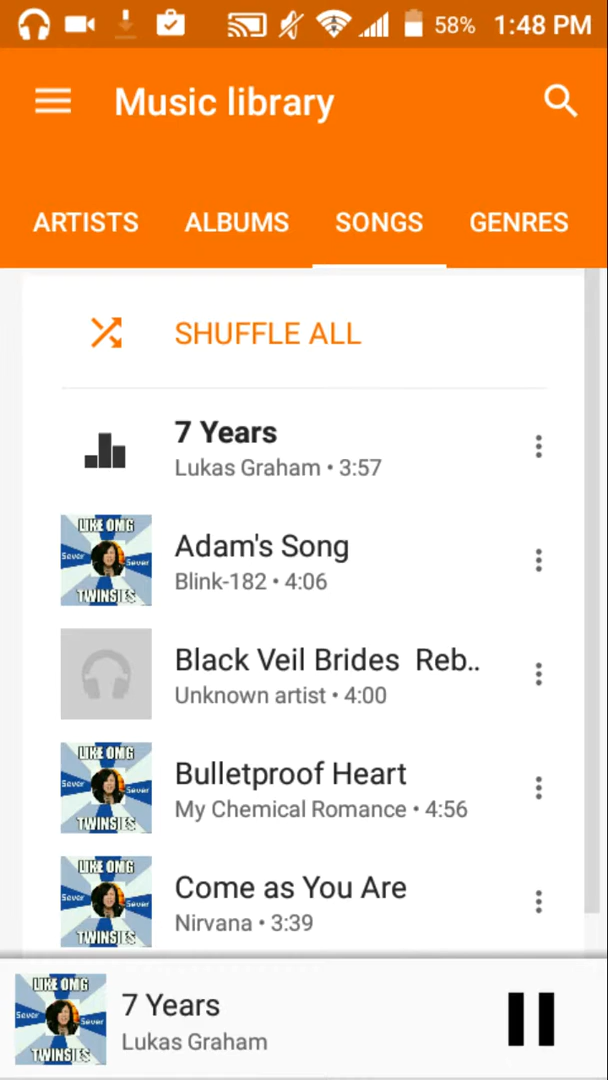 58% 1:48 PM
Music library
ARTISTS ALBUMS SONGS GENRES
SHUFFLE ALL
7 Years
Lukas Graham • 3:57
LIKE OMG
Sever Sever
TWINSIES
Adam's Song
Blink-182 • 4:06
Black Veil Brides Reb..
Unknown artist • 4:00
LIKE OMG
Sever Sever
TWINSIES
Bulletproof Heart
My Chemical Romance • 4:56
LIKE OMG
Sever Sever
TWINSIES
Come as You Are
Nirvana • 3:39
LIKE OMG
Sever Sever
TWINSIES
7 Years
Lukas Graham